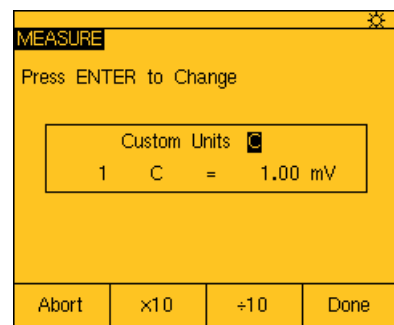 MEASURE
Press ENTER to Change
Custom Units C
1 C = 1.00 mV
Abort ×10 ÷10 Done